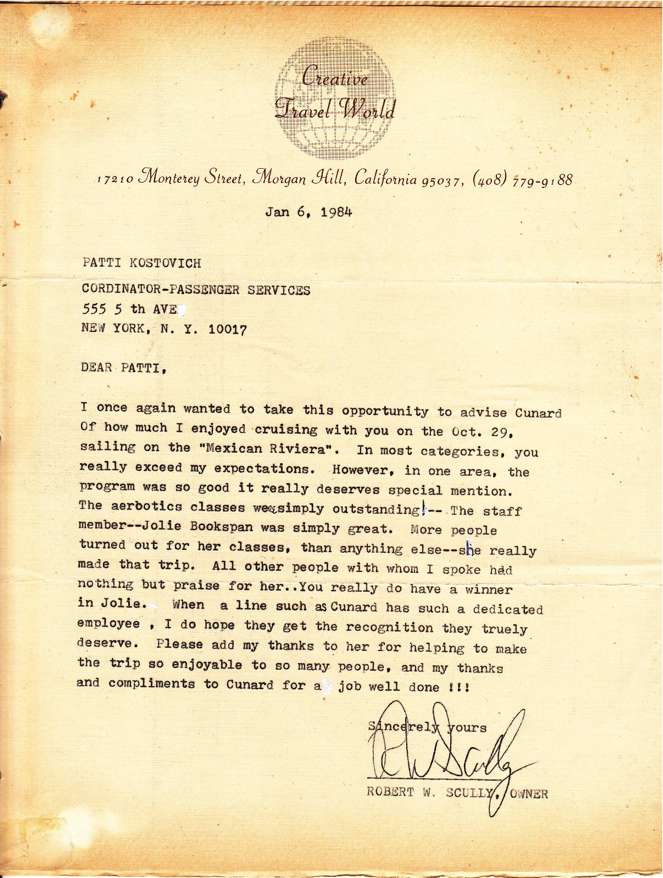 Creative
Travel World
17210 Monterey Street, Morgan Hill, California 95037, (408) 779-9188
Jan 6, 1984
PATTI KOSTOVICH
CORDINATOR-PASSENGER SERVICES
555 5 th AVE
NEW YORK, N. Y. 10017
DEAR PATTI,
I once again wanted to take this opportunity to advise Cunard
Of how much I enjoyed cruising with you on the Oct. 29,
sailing on the "Mexican Riviera". In most categories, you
really exceed my expectations. However, in one area, the
program was so good it really deserves special mention.
The aerbotics classes were simply outstanding!-- The staff
member--Jolie Bookspan was simply great. More people
turned out for her classes, than anything else--she really
made that trip. All other people with whom I spoke had
nothing but praise for her..You really do have a winner
in Jolie. When a line such as Cunard has such a dedicated
employee , I do hope they get the recognition they truely
deserve. Please add my thanks to her for helping to make
the trip so enjoyable to so many people, and my thanks
and compliments to Cunard for a job well done !!!
Sincerely yours
R W Scully
ROBERT W. SCULLY, OWNER